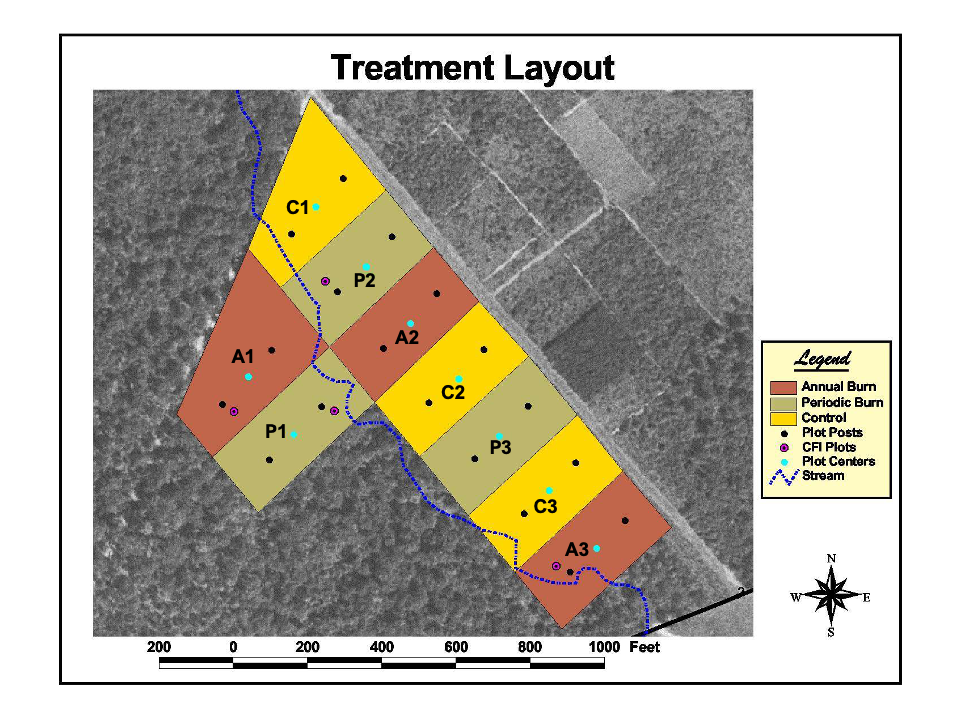 Treatment Layout
C1
P2
A2
A1
C2
P1
P3
C3
A3
Legend
Annual Burn
Periodic Burn
Control
Plot Posts
CFI Plots
Plot Centers
Stream
N
W E
S
200 0 200 400 600 800 1000 Feet